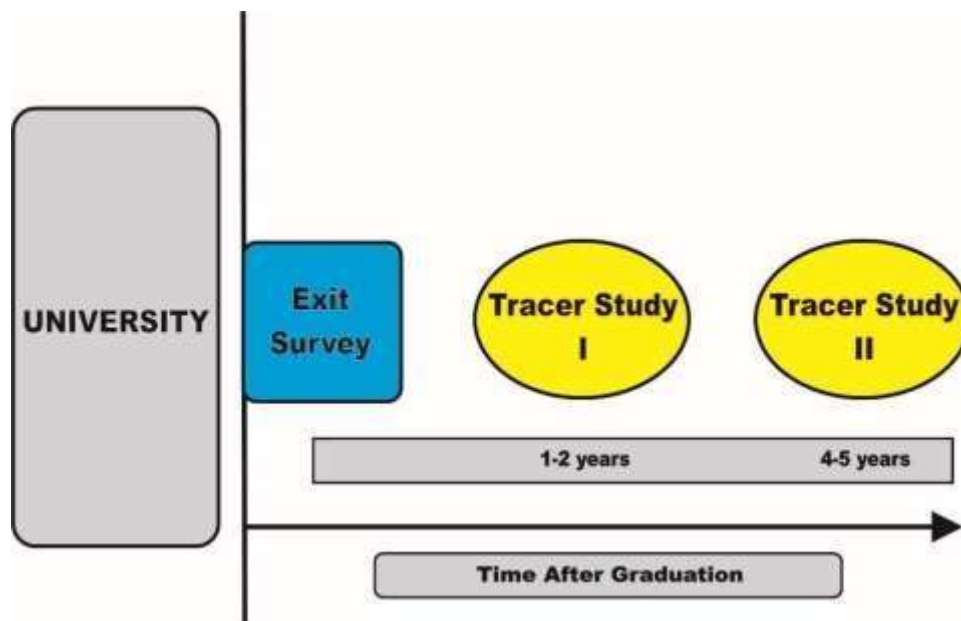 UNIVERSITY
Exit
Survey
Tracer Study
I
Tracer Study
II
1-2 years
4-5 years
Time After Graduation